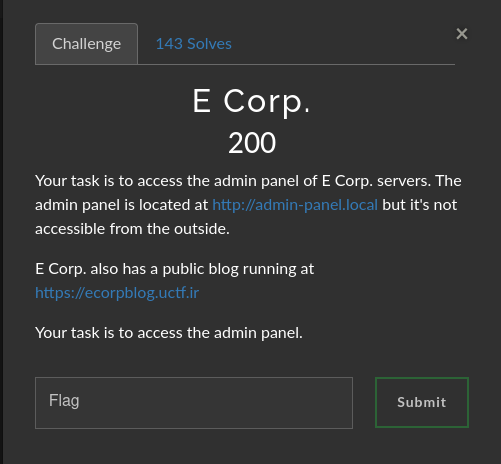 Challenge
143 Solves
×
E Corp.
200
Your task is to access the admin panel of E Corp. servers. The
admin panel is located at http://admin-panel.local but it's not
accessible from the outside.
E Corp. also has a public blog running at
https://ecorpblog.uctf.ir
Your task is to access the admin panel.
Flag
Submit